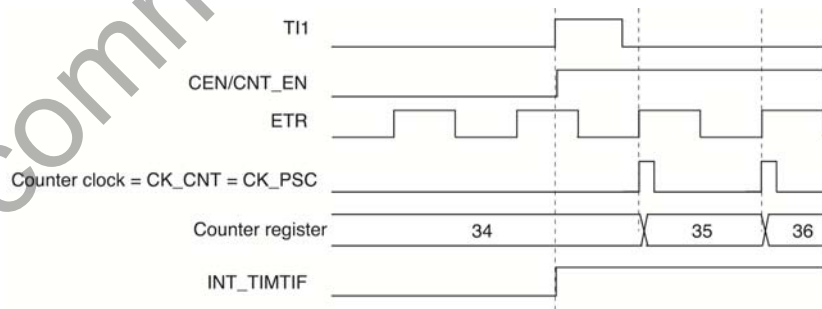 TI1
CEN/CNT_EN
ETR
Counter clock = CK_CNT = CK_PSC
Counter register 34 35 36
INT_TIMTIF